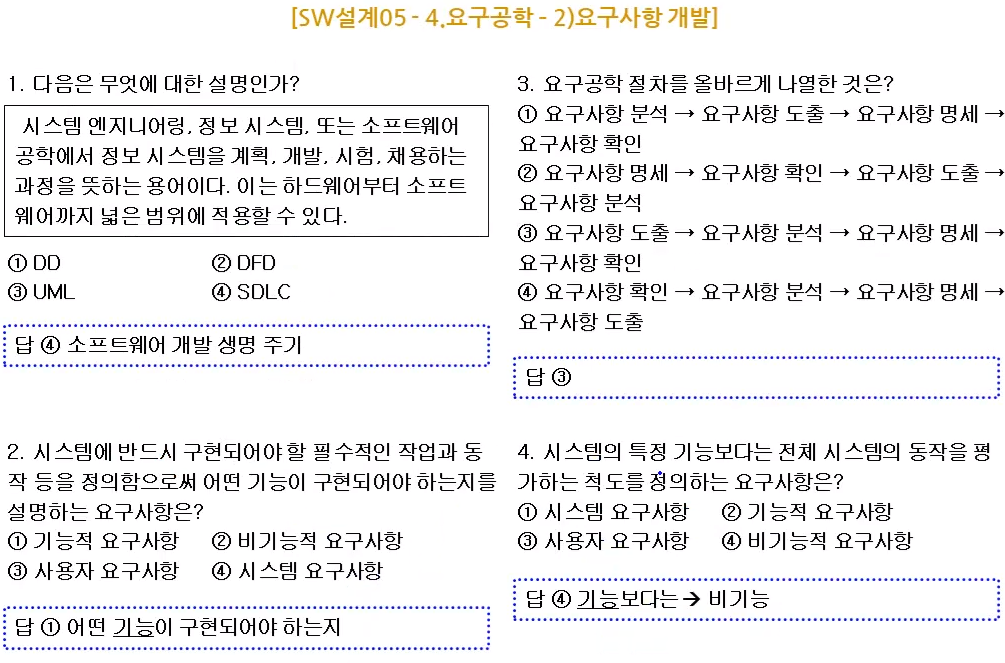 [SW설계05 - 4.요구공학 - 2)요구사항 개발]
1. 다음은 무엇에 대한 설명인가?
시스템 엔지니어링, 정보 시스템, 또는 소프트웨어
공학에서 정보 시스템을 계획, 개발, 시험, 채용하는
과정을 뜻하는 용어이다. 이는 하드웨어부터 소프트
웨어까지 넓은 범위에 적용할 수 있다.
① DD ② DFD
③ UML ④ SDLC
답 ④ 소프트웨어 개발 생명 주기
2. 시스템에 반드시 구현되어야 할 필수적인 작업과 동
작 등을 정의함으로써 어떤 기능이 구현되어야 하는지를
설명하는 요구사항은?
① 기능적 요구사항 ② 비기능적 요구사항
③ 사용자 요구사항 ④ 시스템 요구사항
답 ① 어떤 기능이 구현되어야 하는지
3. 요구공학 절차를 올바르게 나열한 것은?
① 요구사항 분석 → 요구사항 도출 → 요구사항 명세 →
요구사항 확인
② 요구사항 명세 → 요구사항 확인 → 요구사항 도출 →
요구사항 분석
③ 요구사항 도출 → 요구사항 분석 → 요구사항 명세 →
요구사항 확인
④ 요구사항 확인 → 요구사항 분석 → 요구사항 명세 →
요구사항 도출
답 ③
4. 시스템의 특정 기능보다는 전체 시스템의 동작을 평
가하는 척도를 정의하는 요구사항은?
① 시스템 요구사항 ② 기능적 요구사항
③ 사용자 요구사항 ④ 비기능적 요구사항
답 ④ 기능보다는 → 비기능